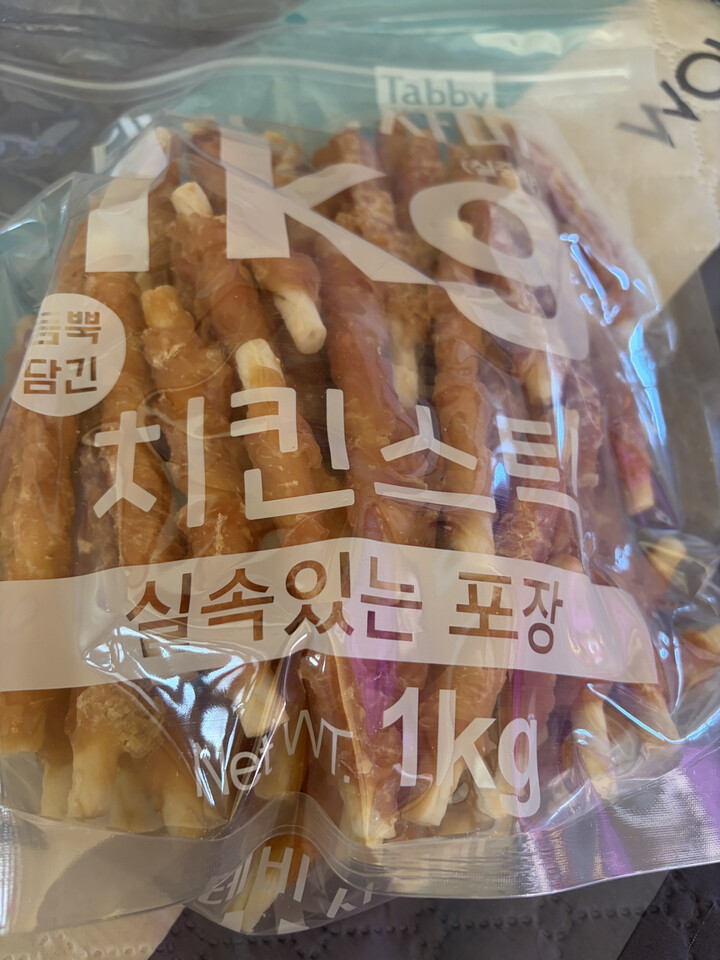 Tabby
1kg
듬뿍
담긴
치킨스틱
실속있는 포장
Net WT. 1kg